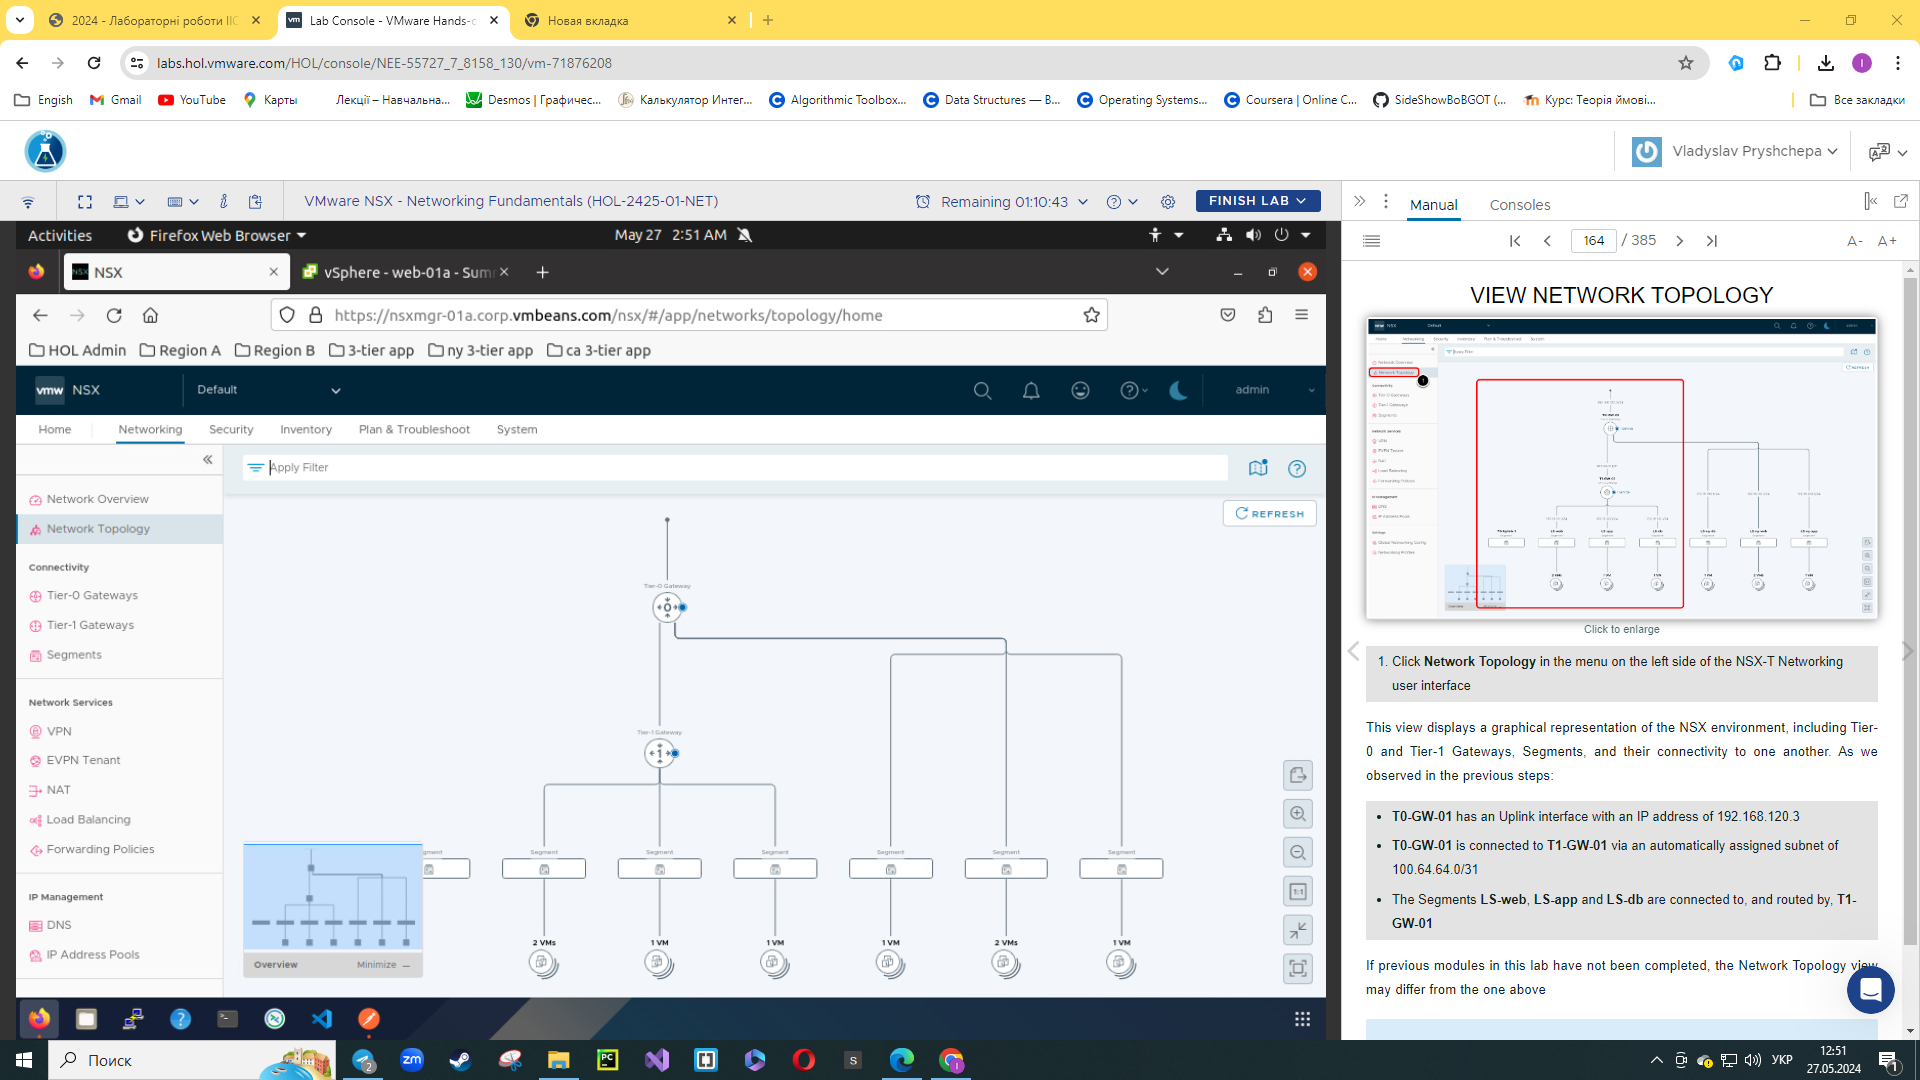 2024 - Лабораторні роботи ІІС
Lab Console - VMware Hands-o
Новая вкладка
labs.hol.vmware.com/HOL/console/NEE-55727_7_8158_130/vm-71876208
Engish
Gmail
YouTube
Карты
Лекції – Навчальна...
Desmos | Графичес...
Калькулятор Интег...
Algorithmic Toolbox...
Data Structures — В...
Operating Systems...
Coursera | Online C...
SideShowBoBGOT (...
Курс: Теорія ймові...
Все закладки
Vladyslav Pryshchepa
VMware NSX - Networking Fundamentals (HOL-2425-01-NET)
Remaining 01:10:43
FINISH LAB
Manual
Consoles
164 / 385
A- A+
Activities
Firefox Web Browser
May 27 2:51 AM
NSX
vSphere - web-01a - Sum
https://nsxmgr-01a.corp.vmbeans.com/nsx/#/app/networks/topology/home
HOL Admin
Region A
Region B
3-tier app
ny 3-tier app
ca 3-tier app
vmw NSX
Default
admin
Home
Networking
Security
Inventory
Plan & Troubleshoot
System
Apply Filter
REFRESH
Network Overview
Network Topology
Connectivity
Tier-0 Gateways
Tier-1 Gateways
Segments
Network Services
VPN
EVPN Tenant
NAT
Load Balancing
Forwarding Policies
IP Management
DNS
IP Address Pools
Tier-0 Gateway
Tier-1 Gateway
gment
Segment
Segment
Segment
Segment
Segment
Segment
2 VMs
1 VM
1 VM
1 VM
2 VMs
1 VM
Overview
Minimize
1:1
VIEW NETWORK TOPOLOGY
Click to enlarge
1. Click Network Topology in the menu on the left side of the NSX-T Networking
user interface
This view displays a graphical representation of the NSX environment, including Tier-
0 and Tier-1 Gateways, Segments, and their connectivity to one another. As we
observed in the previous steps:
• T0-GW-01 has an Uplink interface with an IP address of 192.168.120.3
• T0-GW-01 is connected to T1-GW-01 via an automatically assigned subnet of
100.64.64.0/31
• The Segments LS-web, LS-app and LS-db are connected to, and routed by, T1-
GW-01
If previous modules in this lab have not been completed, the Network Topology view
may differ from the one above
Поиск
УКР
12:51
27.05.2024